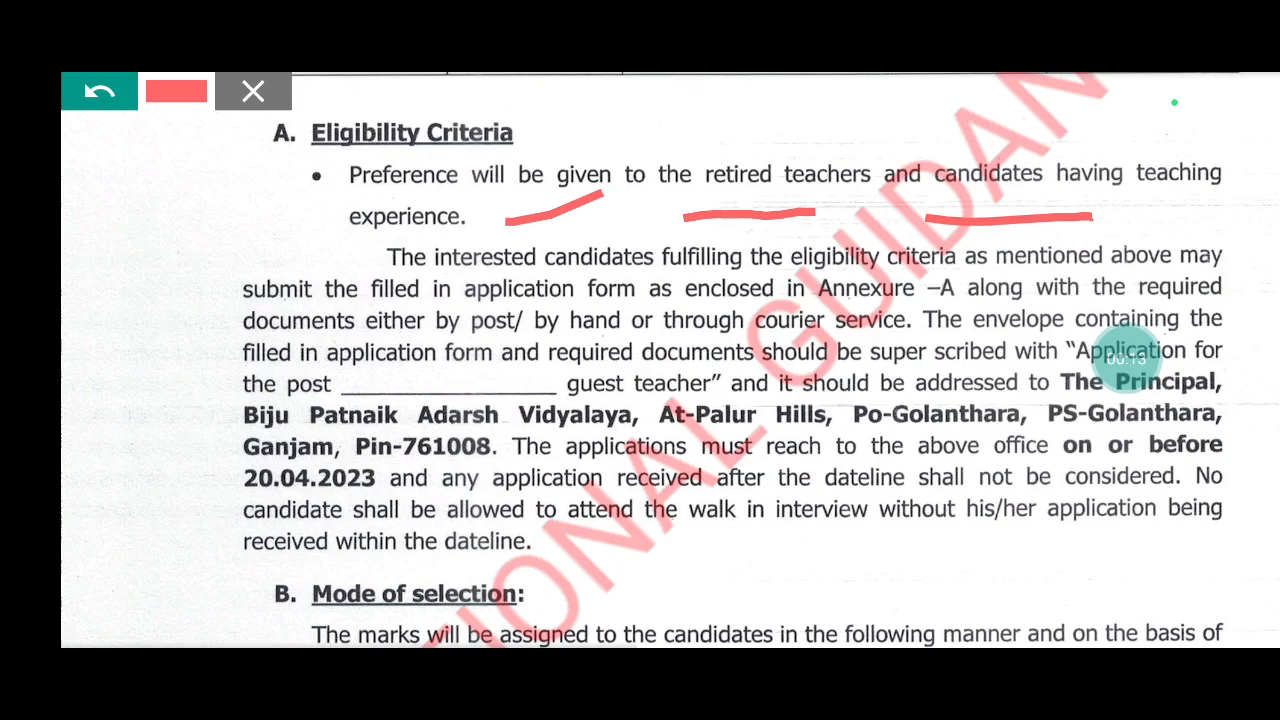 A. Eligibility Criteria
• Preference will be given to the retired teachers and candidates having teaching
experience.
The interested candidates fulfilling the eligibility criteria as mentioned above may
submit the filled in application form as enclosed in Annexure –A along with the required
documents either by post/ by hand or through courier service. The envelope containing the
filled in application form and required documents should be super scribed with “Application for
the post ________________ guest teacher” and it should be addressed to The Principal,
Biju Patnaik Adarsh Vidyalaya, At-Palur Hills, Po-Golanthara, PS-Golanthara,
Ganjam, Pin-761008. The applications must reach to the above office on or before
20.04.2023 and any application received after the dateline shall not be considered. No
candidate shall be allowed to attend the walk in interview without his/her application being
received within the dateline.
B. Mode of selection:
The marks will be assigned to the candidates in the following manner and on the basis of
TIONAL GUIDAN